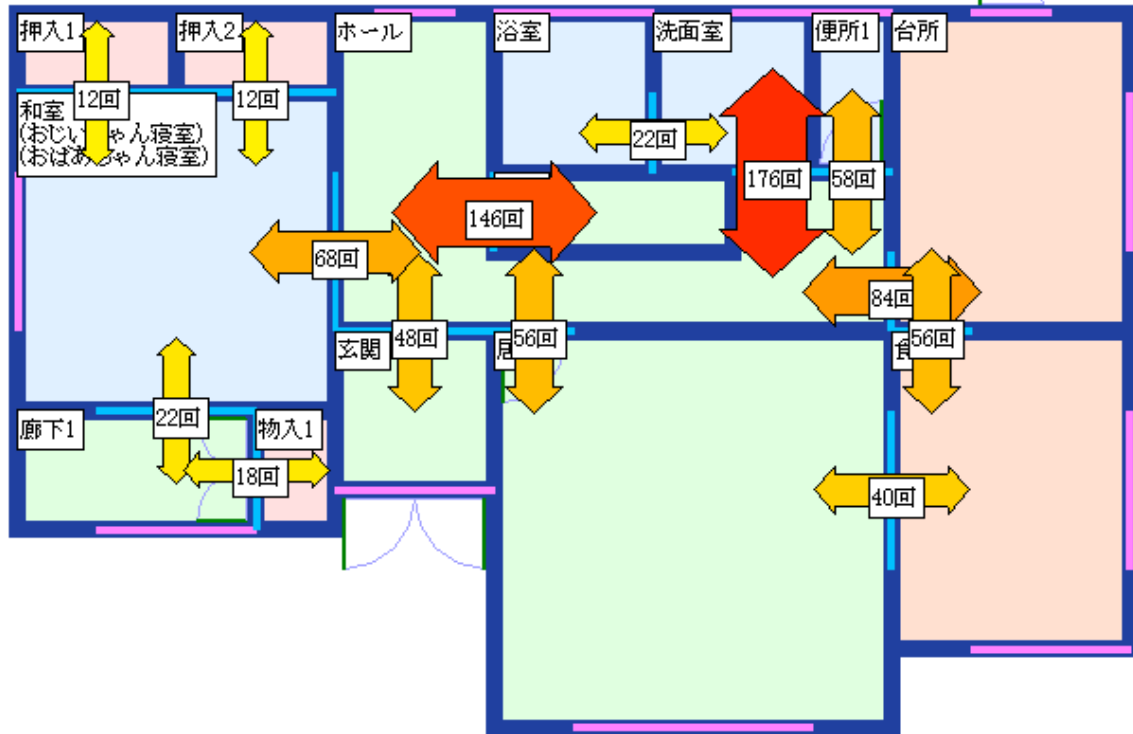 押入1
押入2
ホール
浴室
洗面室
便所1
台所
12回
12回
和室
(おじいちゃん寝室)
(おばあちゃん寝室)
22回
176回
58回
146回
68回
84回
玄関
48回
56回
56回
廊下1
22回
物入1
18回
40回